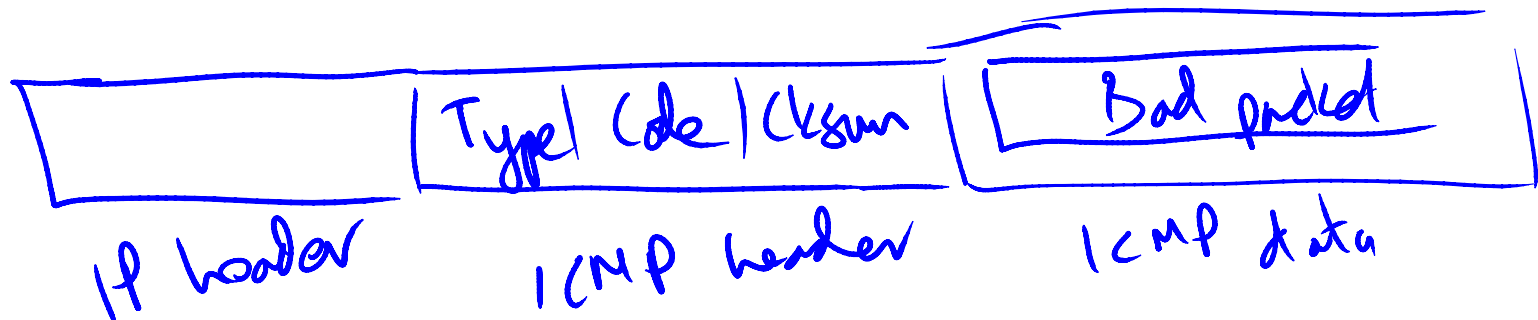 Type | Code | Cksum Bad packet
IP header ICMP header ICMP data